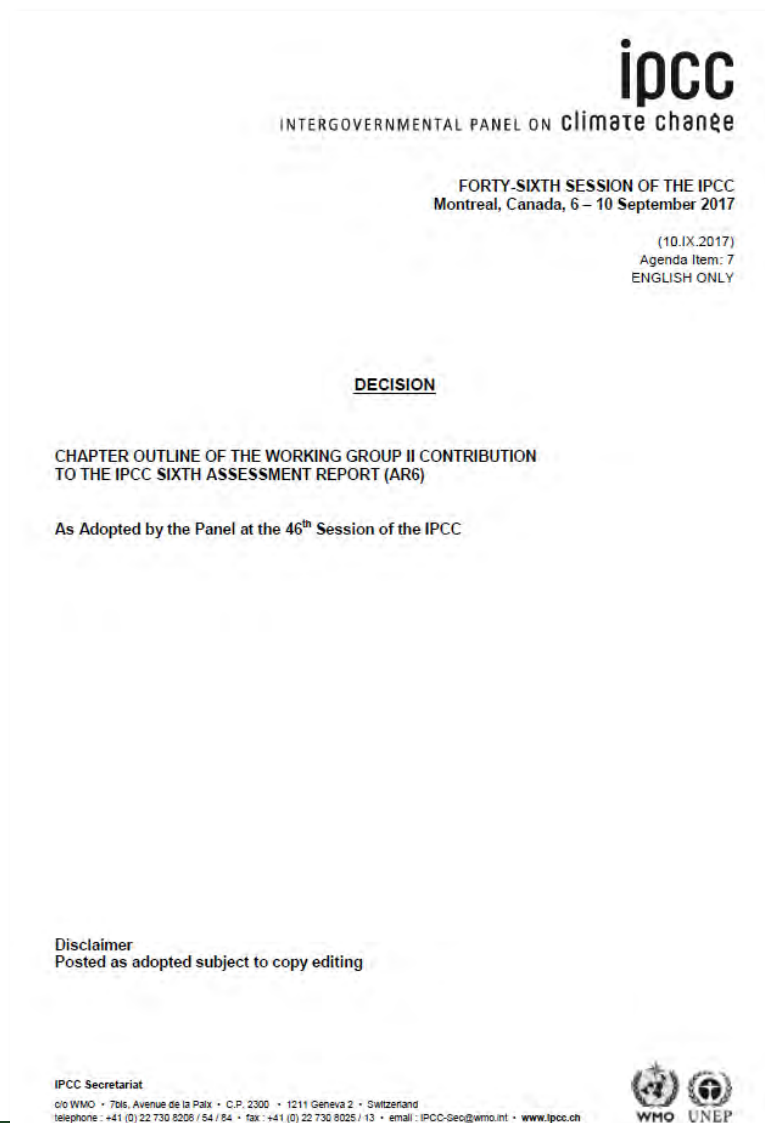 ipcc
INTERGOVERNMENTAL PANEL ON climate change
FORTY-SIXTH SESSION OF THE IPCC
Montreal, Canada, 6 – 10 September 2017
(10.IX.2017)
Agenda Item: 7
ENGLISH ONLY
DECISION
CHAPTER OUTLINE OF THE WORKING GROUP II CONTRIBUTION
TO THE IPCC SIXTH ASSESSMENT REPORT (AR6)
As Adopted by the Panel at the 46th Session of the IPCC
Disclaimer
Posted as adopted subject to copy editing
IPCC Secretariat
c/o WMO • 7bis, Avenue de la Paix • C.P. 2300 • 1211 Geneva 2 • Switzerland
telephone : +41 (0) 22 730 8208 / 54 / 84 • fax : +41 (0) 22 730 8025 / 13 • email : IPCC-Sec@wmo.int • www.ipcc.ch
WMO UNEP